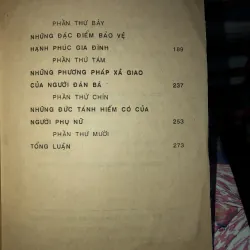 PHẦN THỨ BẢY
NHỮNG ĐẶC ĐIỂM BẢO VỆ
HẠNH PHÚC GIA ĐÌNH 199
PHẦN THỨ TÁM
NHỮNG PHƯƠNG PHÁP XÃ GIAO
CỦA NGƯỜI ĐÀN BÀ 237
PHẦN THỨ CHÍN
NHỮNG ĐỨC TÁNH HIẾM CÓ CỦA
NGƯỜI PHỤ NỮ 253
PHẦN THỨ MƯỜI
TỔNG LUẬN 273